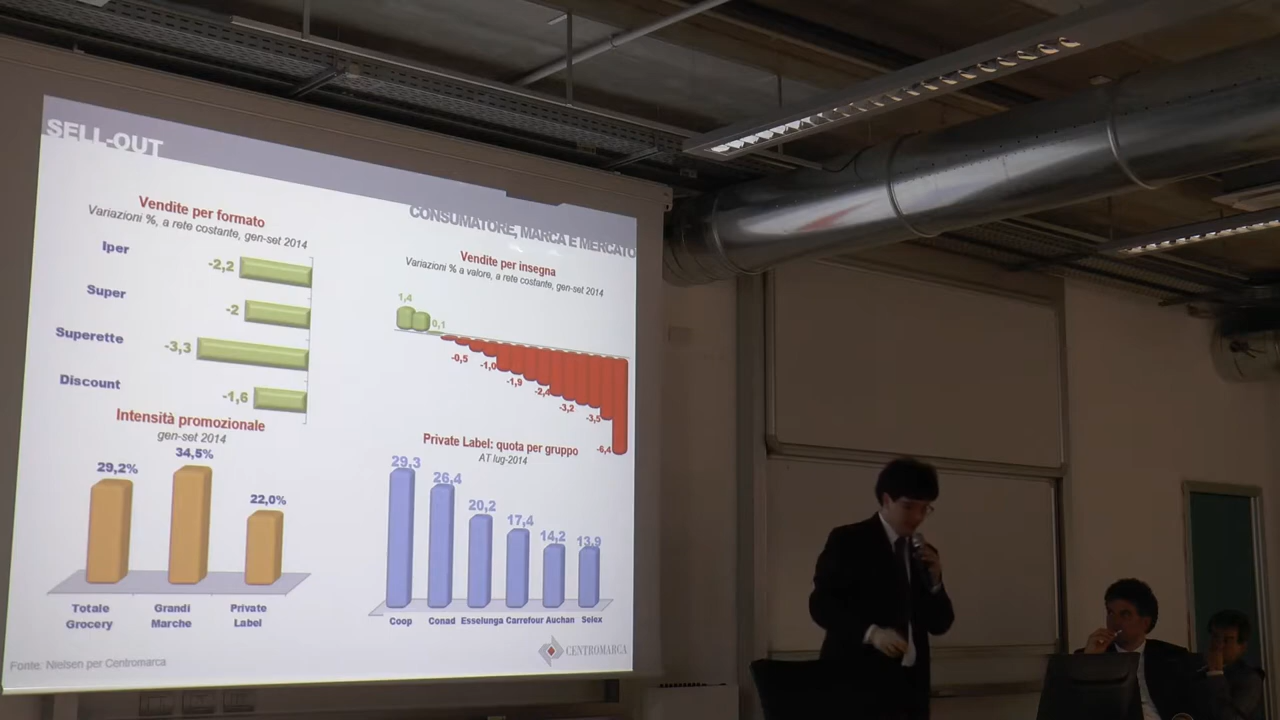 SELL-OUT
CONSUMATORE, MARCA E MERCATO
Vendite per formato
Variazioni %, a rete costante, gen-set 2014
Iper
-2,2
Super
-2
Superette
-3,3
Discount
-1,6
Vendite per insegna
Variazioni % a valore, a rete costante, gen-set 2014
1,4
0,1
-0,5
-1,0
-1,9
-2,4
-3,2
-3,5
-6,4
Intensità promozionale
gen-set 2014
29,2%
34,5%
22,0%
Totale Grocery
Grandi Marche
Private Label
Private Label: quota per gruppo
AT lug-2014
29,3
26,4
20,2
17,4
14,2
13,9
Coop Conad Esselunga Carrefour Auchan Selex
Fonte: Nielsen per Centromarca
CENTROMARCA